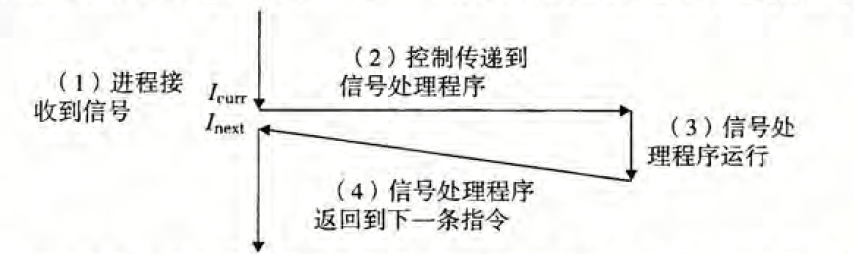 （1）进程接
收到信号
（2）控制传递到
信号处理程序
Icurr
Inext
（3）信号处
理程序运行
（4）信号处理程序
返回到下一条指令